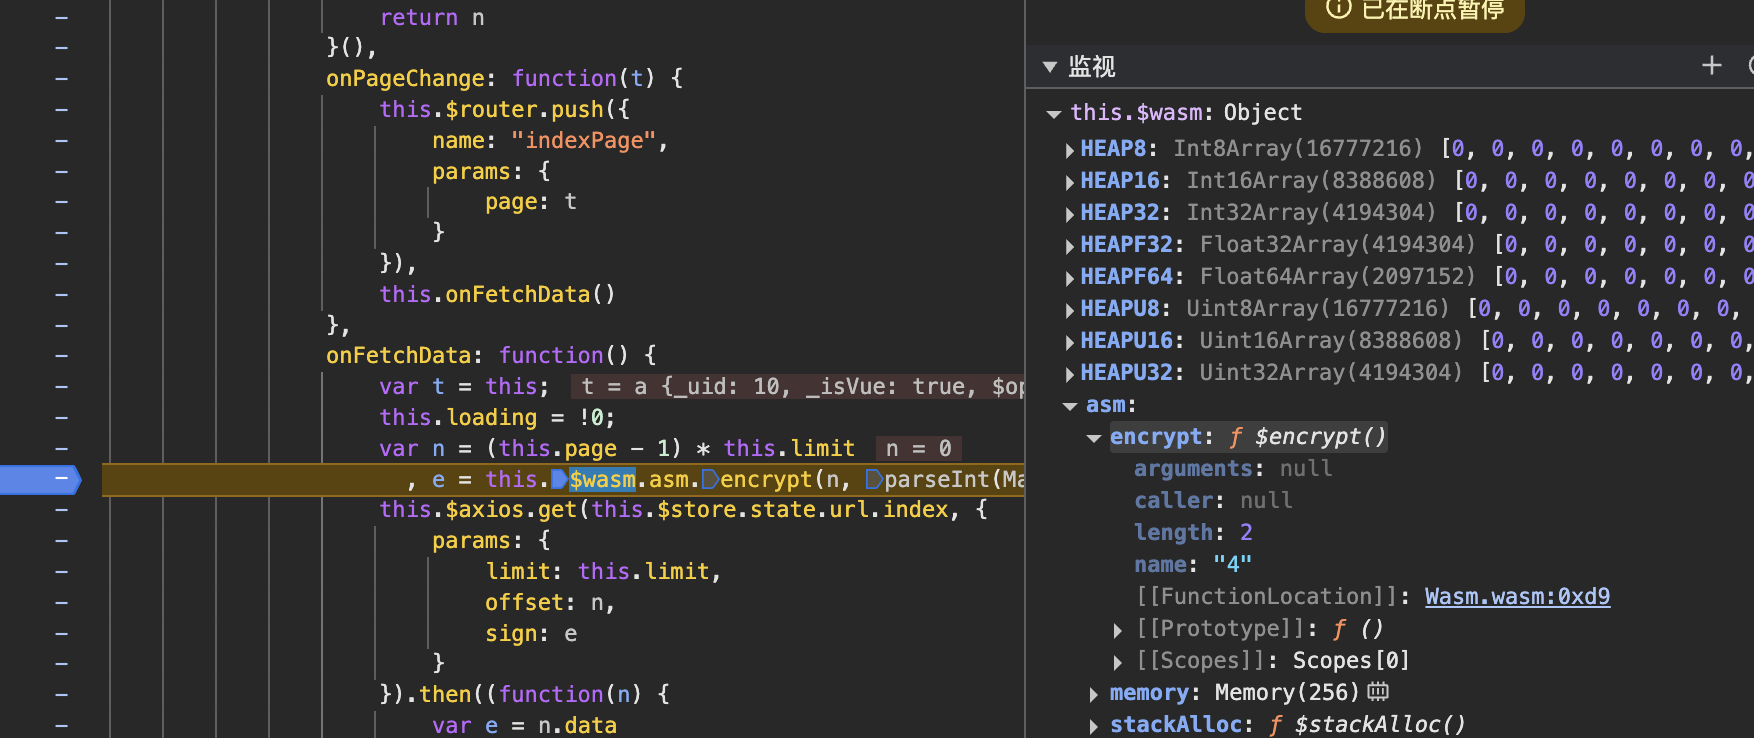 return n
}(),
onPageChange: function(t) {
this.$router.push({
name: "indexPage",
params: {
page: t
}
}),
this.onFetchData()
},
onFetchData: function() {
var t = this; t = a {_uid: 10, _isVue: true, $op
this.loading = !0;
var n = (this.page - 1) * this.limit n = 0
, e = this.$wasm.asm.encrypt(n, parseInt(Ma
this.$axios.get(this.$store.state.url.index, {
params: {
limit: this.limit,
offset: n,
sign: e
}
}).then((function(n) {
var e = n.data
已在断点暂停
监视
this.$wasm: Object
HEAP8: Int8Array(16777216) [0, 0, 0, 0, 0, 0, 0, 0,
HEAP16: Int16Array(8388608) [0, 0, 0, 0, 0, 0, 0, 0
HEAP32: Int32Array(4194304) [0, 0, 0, 0, 0, 0, 0, 0
HEAPF32: Float32Array(4194304) [0, 0, 0, 0, 0, 0, 0
HEAPF64: Float64Array(2097152) [0, 0, 0, 0, 0, 0, 0
HEAPU8: Uint8Array(16777216) [0, 0, 0, 0, 0, 0, 0,
HEAPU16: Uint16Array(8388608) [0, 0, 0, 0, 0, 0, 0,
HEAPU32: Uint32Array(4194304) [0, 0, 0, 0, 0, 0, 0,
asm:
encrypt: ƒ $encrypt()
arguments: null
caller: null
length: 2
name: "4"
[[FunctionLocation]]: Wasm.wasm:0xd9
[[Prototype]]: ƒ ()
[[Scopes]]: Scopes[0]
memory: Memory(256)
stackAlloc: ƒ $stackAlloc()